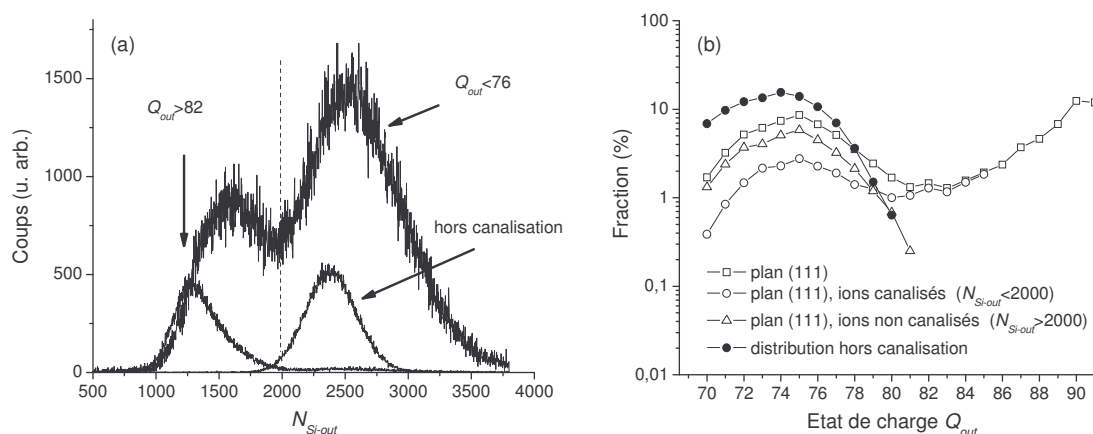 (a)
Q_out>82
Q_out<76
hors canalisation
Coups (u. arb.)
1500
1000
500
0
500 1000 1500 2000 2500 3000 3500 4000
N_Si-out
(b)
Fraction (%)
100
10
1
0,1
0,01
plan (111)
plan (111), ions canalisés (N_Si-out<2000)
plan (111), ions non canalisés (N_Si-out>2000)
distribution hors canalisation
70 72 74 76 78 80 82 84 86 88 90
Etat de charge Q_out